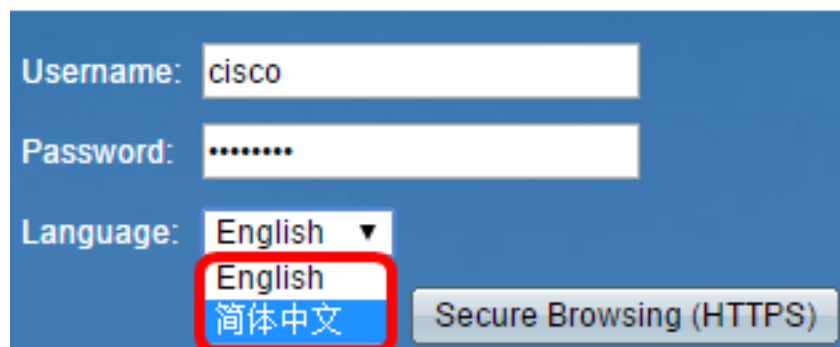 Username: cisco
Password: ••••••••
Language: English ▼
English
简体中文
Secure Browsing (HTTPS)